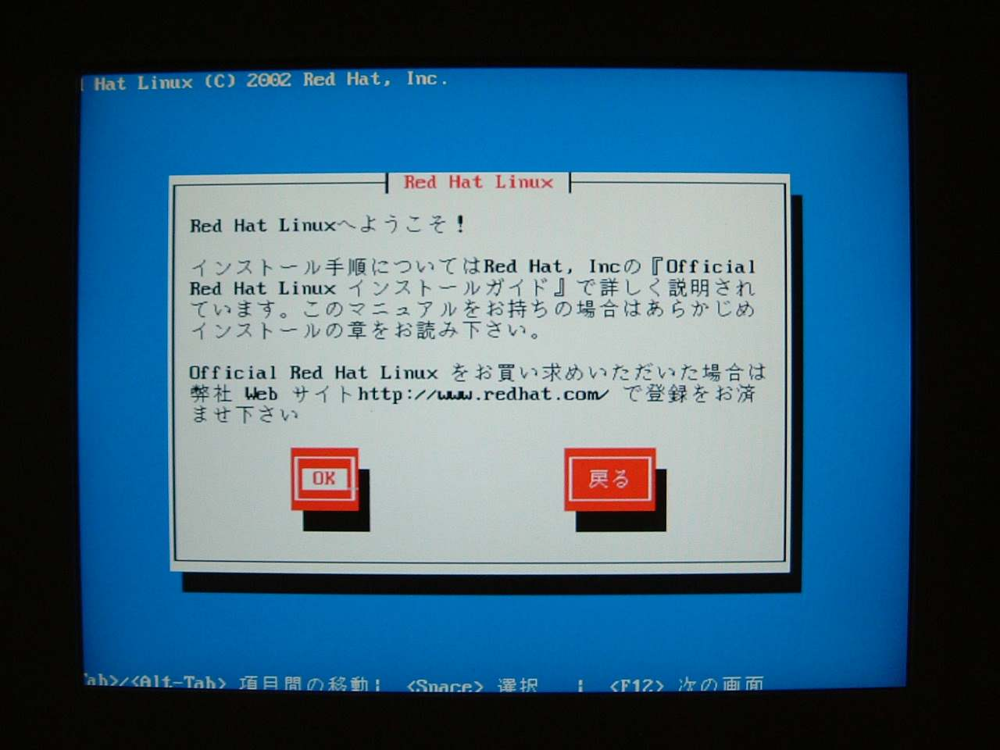 Hat Linux (C) 2002 Red Hat, Inc.
Red Hat Linux
Red Hat Linuxへようこそ！
インストール手順についてはRed Hat, Incの『Official
Red Hat Linux インストールガイド』で詳しく説明され
ています。このマニュアルをお持ちの場合はあらかじめ
インストールの章をお読み下さい。
Official Red Hat Linux をお買い求めいただいた場合は
弊社 Web サイトhttp://www.redhat.com/ で登録をお済
ませ下さい
OK
戻る
ab>/<Alt-Tab> 項目間の移動| <Space> 選択 | <F12> 次の画面